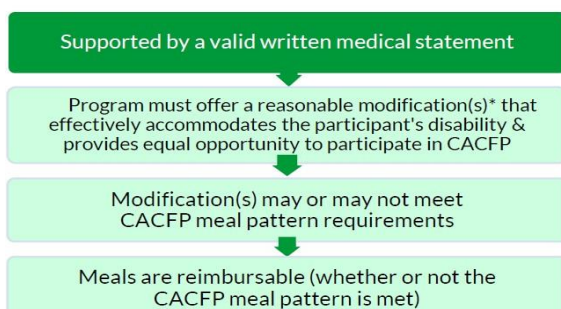 Supported by a valid written medical statement
Program must offer a reasonable modification(s)* that
effectively accommodates the participant's disability &
provides equal opportunity to participate in CACFP
Modification(s) may or may not meet
CACFP meal pattern requirements
Meals are reimbursable (whether or not the
CACFP meal pattern is met)